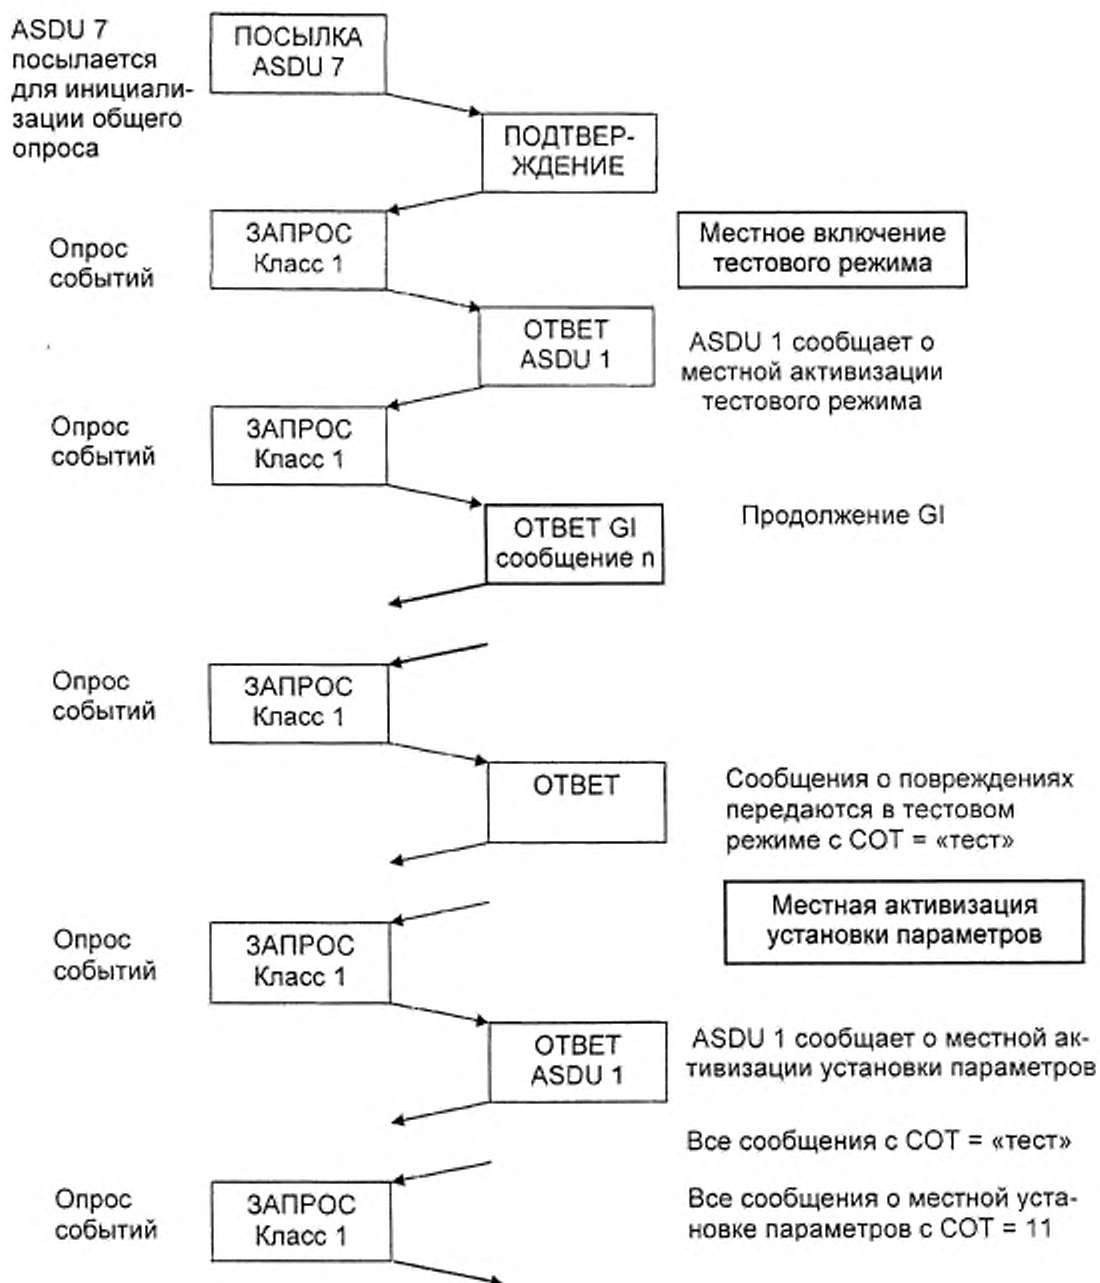 ASDU 7
посылается
для инициали-
зации общего
опроса
ПОСЫЛКА
ASDU 7
ПОДТВЕР-
ЖДЕНИЕ
Опрос
событий
ЗАПРОС
Класс 1
Местное включение
тестового режима
ОТВЕТ
ASDU 1
ASDU 1 сообщает о
местной активизации
тестового режима
Опрос
событий
ЗАПРОС
Класс 1
ОТВЕТ GI
сообщение n
Продолжение GI
Опрос
событий
ЗАПРОС
Класс 1
ОТВЕТ
Сообщения о повреждениях
передаются в тестовом
режиме с COT = «тест»
Местная активизация
установки параметров
Опрос
событий
ЗАПРОС
Класс 1
ОТВЕТ
ASDU 1
ASDU 1 сообщает о местной ак-
тивизации установки параметров
Все сообщения с COT = «тест»
Опрос
событий
ЗАПРОС
Класс 1
Все сообщения о местной уста-
новке параметров с COT = 11